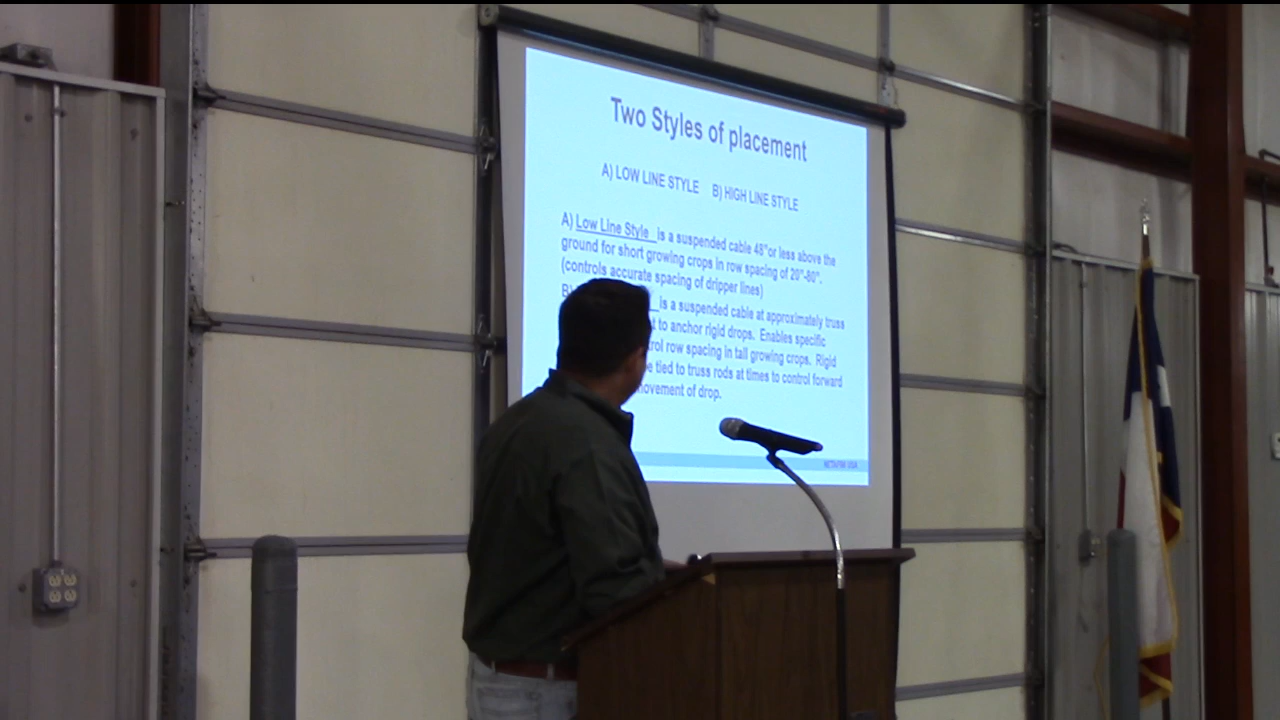 Two Styles of placement
A) LOW LINE STYLE B) HIGH LINE STYLE
A) Low Line Style is a suspended cable 48"or less above the
ground for short growing crops in row spacing of 20"-80".
(controls accurate spacing of dripper lines)
B) is a suspended cable at approximately truss
to anchor rigid drops. Enables specific
row spacing in tall growing crops. Rigid
tied to truss rods at times to control forward
movement of drop.
NETAFIM USA